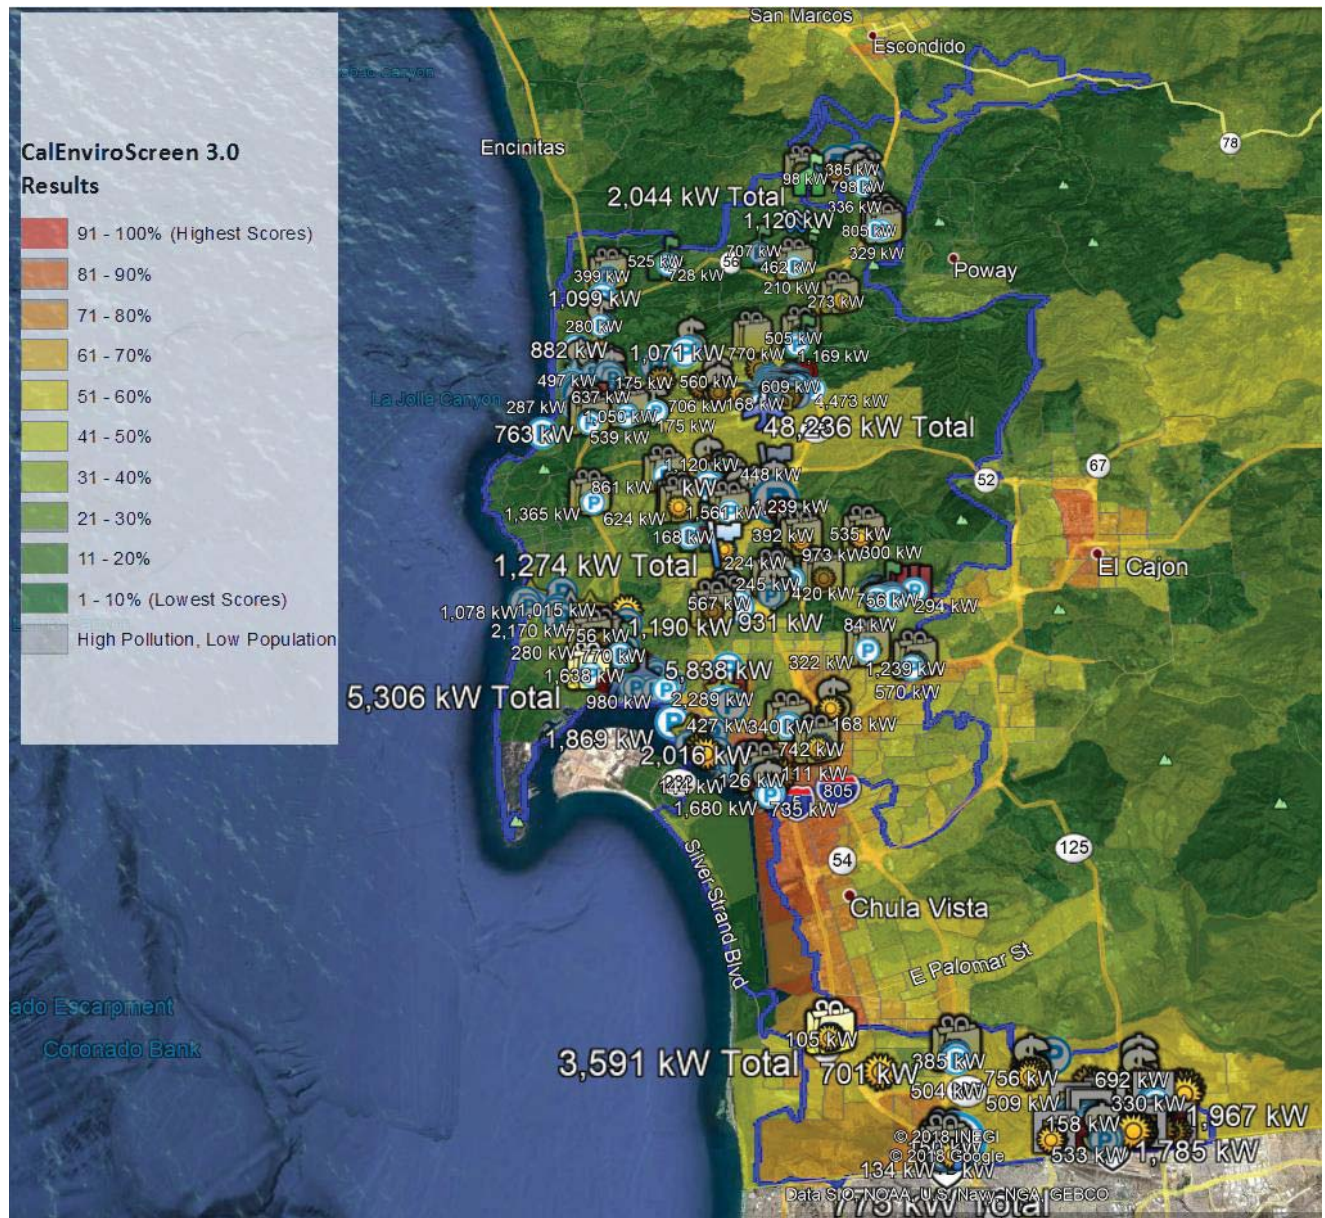 San Marcos
Escondido
78
Encinitas
CalEnviroScreen 3.0
Results
91 - 100% (Highest Scores)
81 - 90%
71 - 80%
61 - 70%
51 - 60%
41 - 50%
31 - 40%
21 - 30%
11 - 20%
1 - 10% (Lowest Scores)
High Pollution, Low Population
385 kW
98 kW
798 kW
2,044 kW Total
336 kW
1,120 kW
805 kW
329 kW
707 kW
525 kW
56
728 kW
462 kW
399 kW
210 kW
Poway
273 kW
1,099 kW
280 kW
505 kW
882 kW
1,071 kW
770 kW
1,169 kW
497 kW
175 kW
560 kW
609 kW
637 kW
La Jolla Canyon
287 kW
706 kW
168 kW
4,473 kW
1,050 kW
175 kW
763 kW
539 kW
48,236 kW Total
1,120 kW
448 kW
52
67
861 kW
kW
1,365 kW
624 kW
1,561 kW
1,239 kW
168 kW
392 kW
535 kW
224 kW
973 kW
300 kW
1,274 kW Total
El Cajon
245 kW
420 kW
756 kW
294 kW
1,078 kW
1,015 kW
567 kW
2,170 kW
756 kW
1,190 kW
931 kW
84 kW
280 kW
770 kW
322 kW
1,239 kW
1,638 kW
5,838 kW
570 kW
5,306 kW Total
980 kW
2,289 kW
427 kW
340 kW
168 kW
1,869 kW
2,016 kW
742 kW
111 kW
126 kW
144 kW
805
1,680 kW
735 kW
5
54
125
Silver Strand Blvd
Chula Vista
E Palomar St
ado Escarpment
Coronado Bank
105 kW
3,591 kW Total
701 kW
385 kW
756 kW
692 kW
504 kW
509 kW
330 kW
158 kW
1,967 kW
533 kW
1,785 kW
© 2018 INEGI
© 2018 Google
134 kW
kW
Data SIO, NOAA, U.S. Navy, NGA, GEBCO
775 kW Total